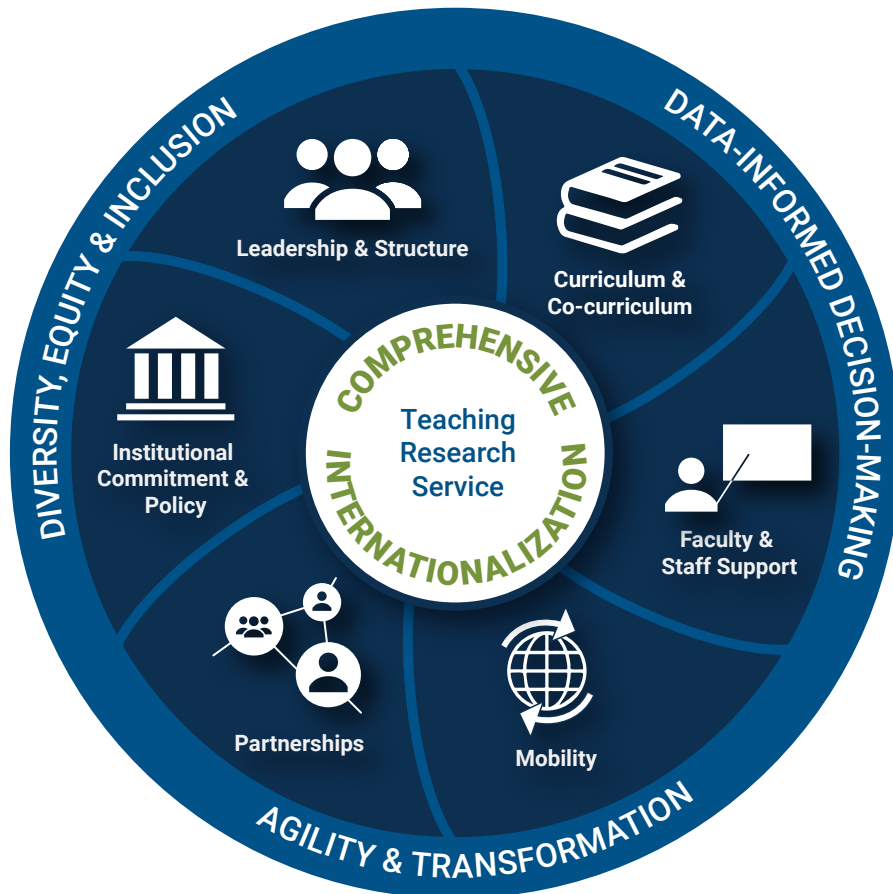 DIVERSITY, EQUITY & INCLUSION
DATA-INFORMED DECISION-MAKING
AGILITY & TRANSFORMATION
Leadership & Structure
Curriculum &
Co-curriculum
Institutional
Commitment &
Policy
Faculty &
Staff Support
Partnerships
Mobility
COMPREHENSIVE
INTERNATIONALIZATION
Teaching
Research
Service